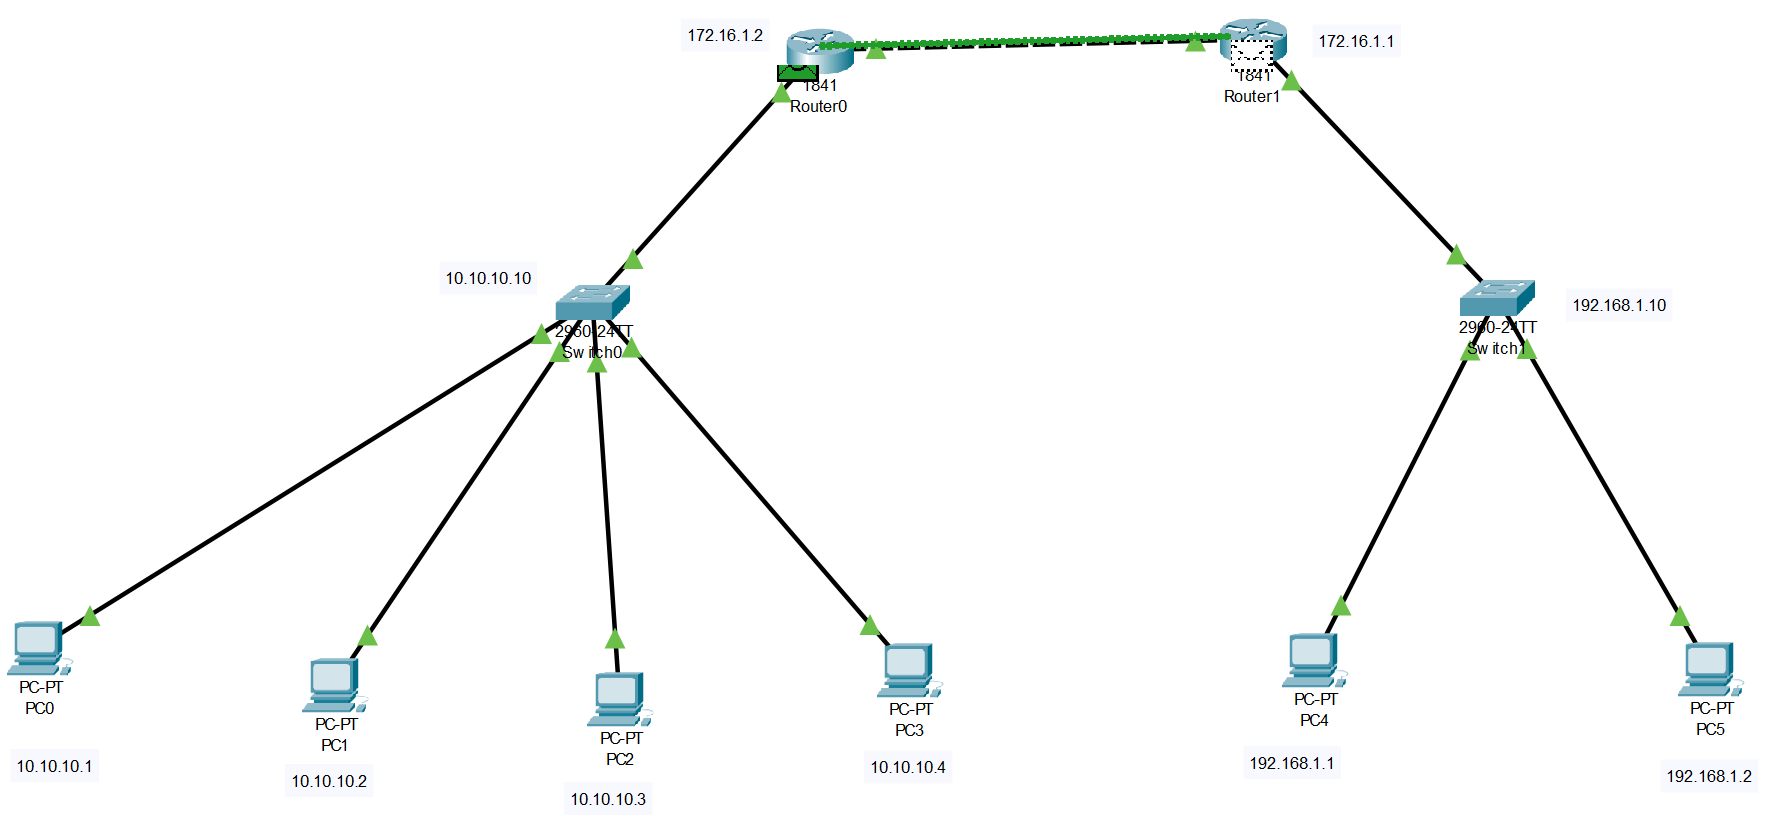 172.16.1.2
172.16.1.1
1841
Router0
1841
Router1
10.10.10.10
2960-24TT
Switch0
192.168.1.10
2960-24TT
Switch1
PC-PT
PC0
PC-PT
PC1
PC-PT
PC2
PC-PT
PC3
PC-PT
PC4
PC-PT
PC5
10.10.10.1
10.10.10.2
10.10.10.3
10.10.10.4
192.168.1.1
192.168.1.2